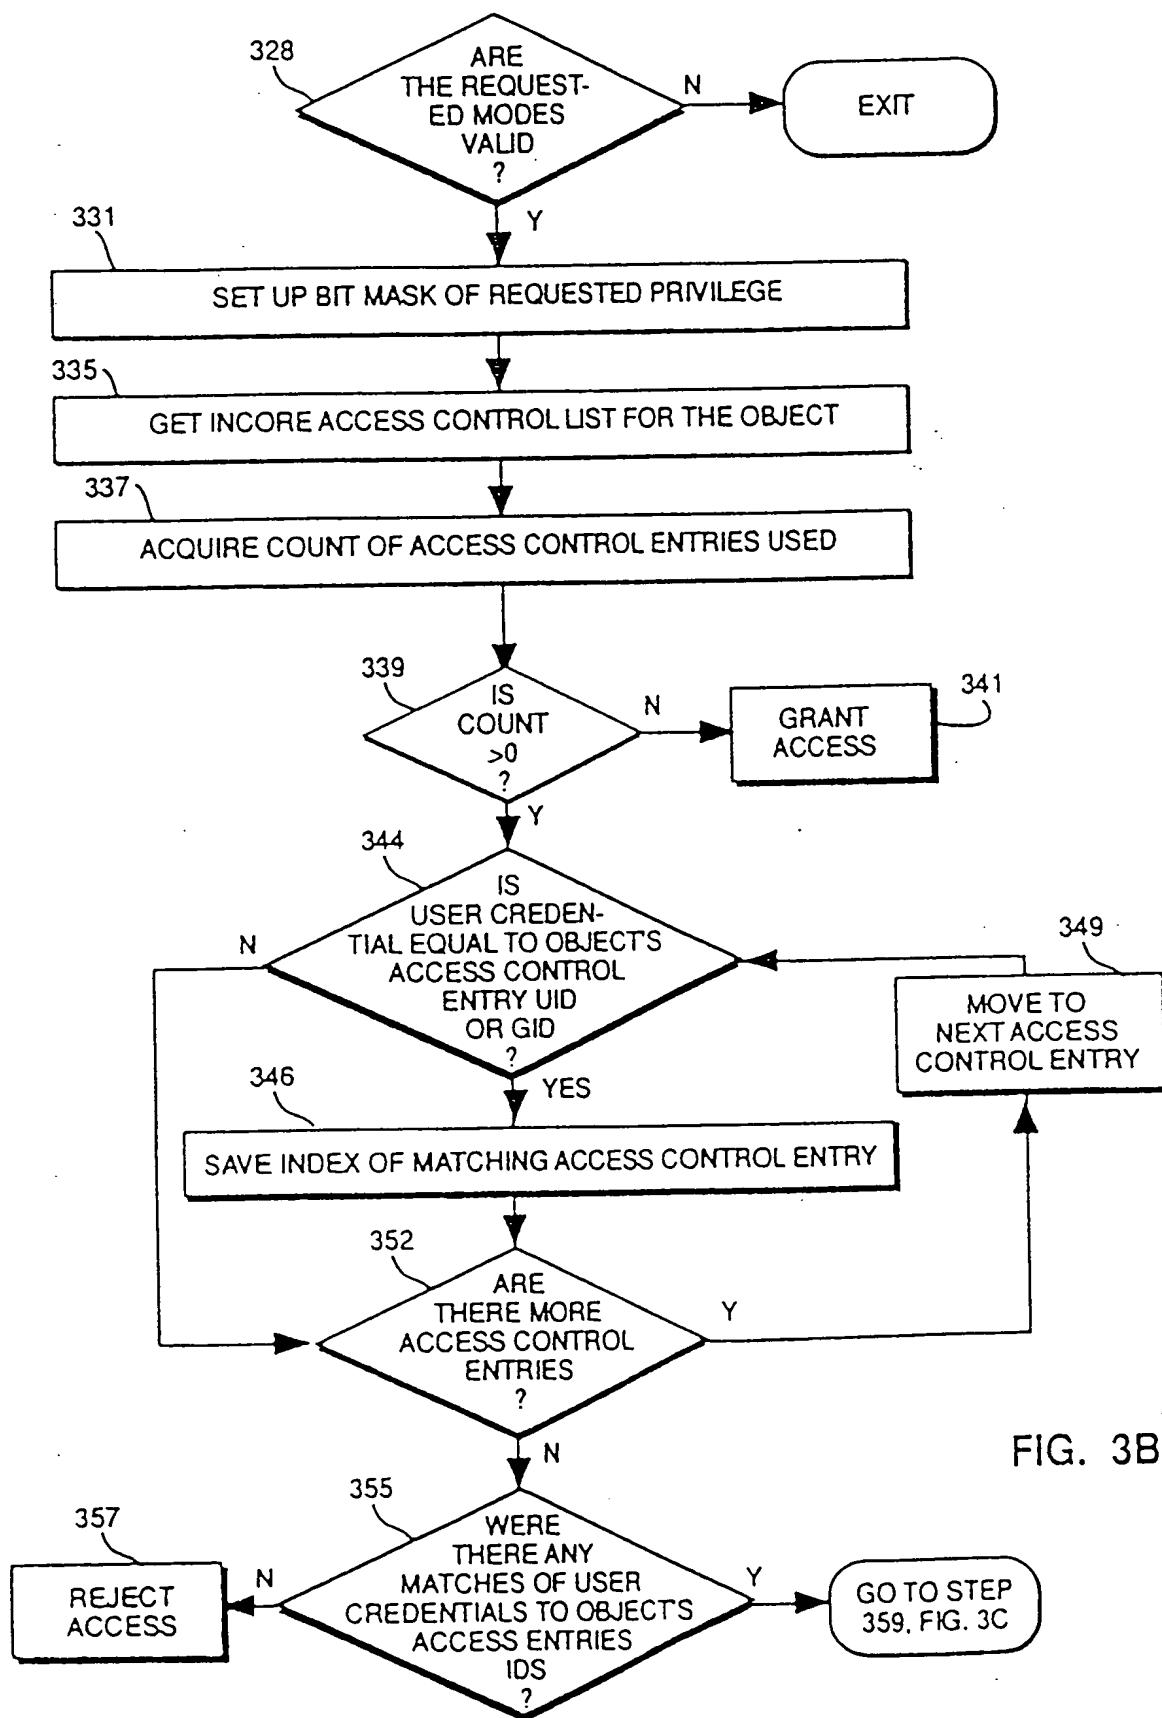 328
ARE
THE REQUEST-
ED MODES
VALID
?
N
EXIT
Y
331
SET UP BIT MASK OF REQUESTED PRIVILEGE
335
GET INCORE ACCESS CONTROL LIST FOR THE OBJECT
337
ACQUIRE COUNT OF ACCESS CONTROL ENTRIES USED
339
IS
COUNT
>0
?
N
GRANT
ACCESS
341
Y
344
IS
USER CREDEN-
TIAL EQUAL TO OBJECT'S
ACCESS CONTROL
ENTRY UID
OR GID
?
N
349
MOVE TO
NEXT ACCESS
CONTROL ENTRY
YES
346
SAVE INDEX OF MATCHING ACCESS CONTROL ENTRY
352
ARE
THERE MORE
ACCESS CONTROL
ENTRIES
?
Y
N
FIG. 3B
355
WERE
THERE ANY
MATCHES OF USER
CREDENTIALS TO OBJECT'S
ACCESS ENTRIES
IDS
?
357
N
REJECT
ACCESS
Y
GO TO STEP
359, FIG. 3C